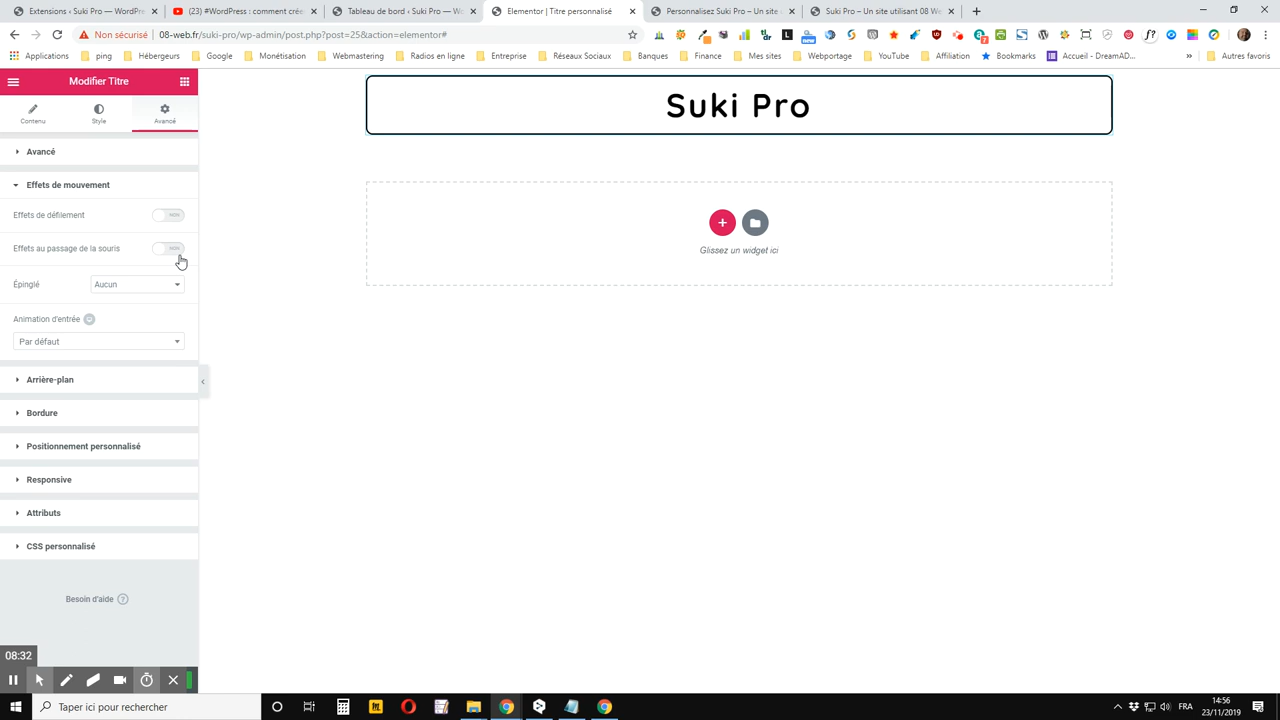 Extensions ‹ Suki Pro — WordPres
(23) #WordPress : comment crée
Tableau de bord ‹ Suki Pro — Wo
Elementor | Titre personnalisé
Personnalisez Suki Pro – Un site
Suki Pro – Un site utilisant 08 We
Non sécurisé | 08-web.fr/suki-pro/wp-admin/post.php?post=25&action=elementor#
Applications ping Hébergeurs Google Monétisation Webmastering Radios en ligne Entreprise Réseaux Sociaux Banques Finance Mes sites Webportage YouTube Affiliation Bookmarks Accueil – DreamAD... » Autres favoris
Modifier Titre
Contenu Style Avancé
Avancé
Effets de mouvement
Effets de défilement NON
Effets au passage de la souris NON
Épinglé Aucun
Animation d'entrée
Par défaut
Arrière-plan
Bordure
Positionnement personnalisé
Responsive
Attributs
CSS personnalisé
Besoin d'aide ?
Suki Pro
Glissez un widget ici
08:32
Taper ici pour rechercher
FRA
14:56
23/11/2019